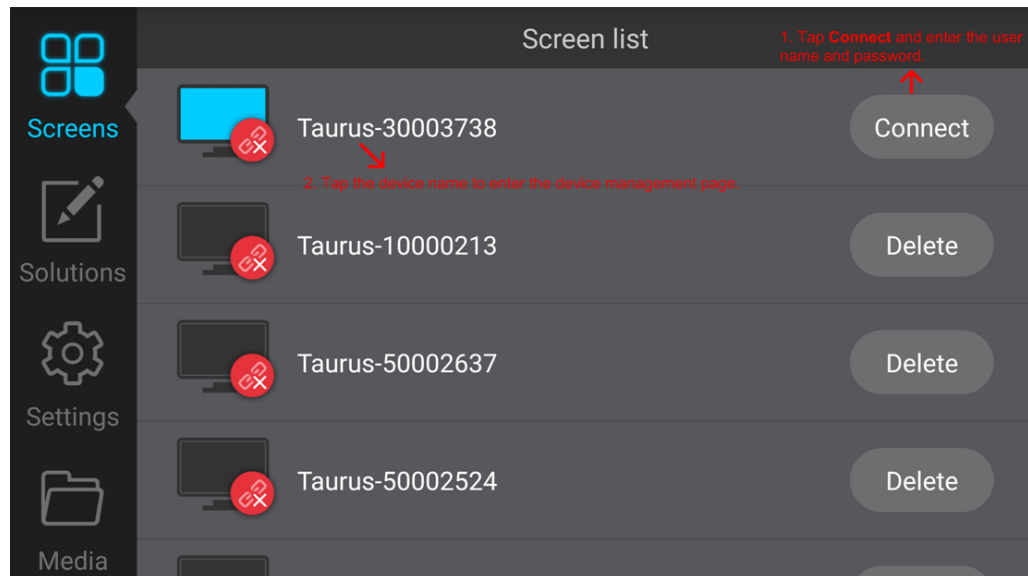 Screen list
1. Tap Connect and enter the user
name and password.
Screens
Taurus-30003738
Connect
2. Tap the device name to enter the device management page.
Taurus-10000213
Delete
Solutions
Taurus-50002637
Delete
Settings
Taurus-50002524
Delete
Media